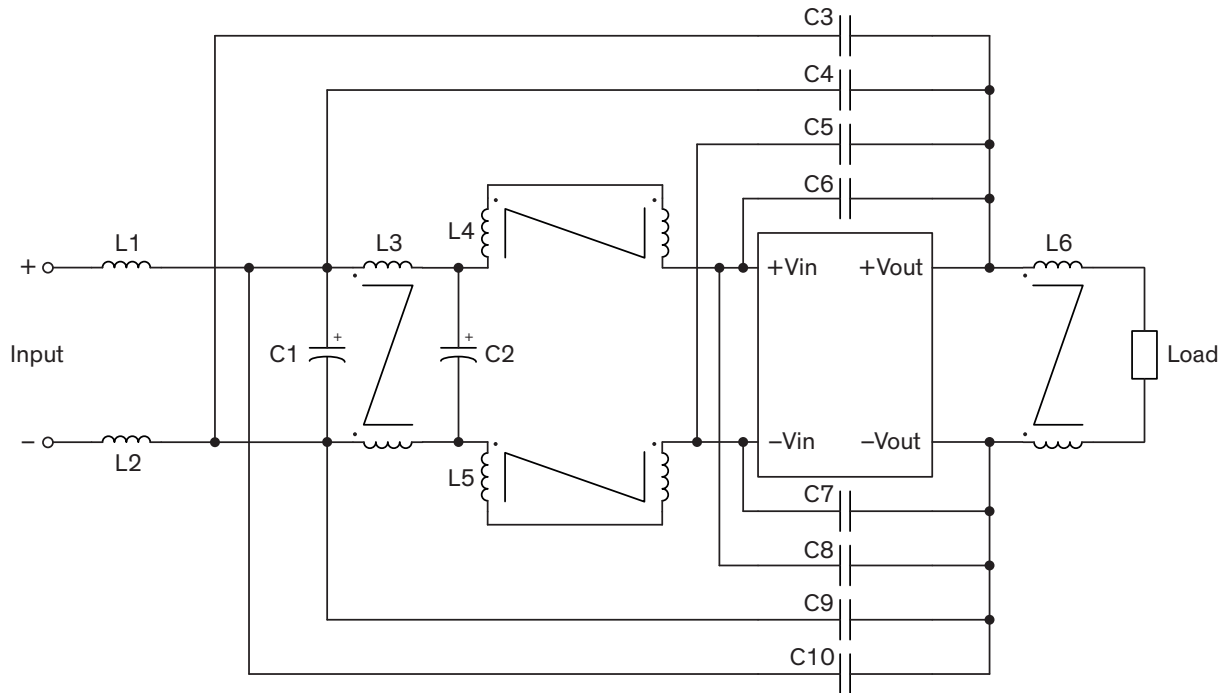 C3
C4
C5
C6
L1
L3
L4
L6
+
+Vin
+Vout
+
+
Input
C1
C2
Load
–
–Vin
–Vout
L2
L5
C7
C8
C9
C10